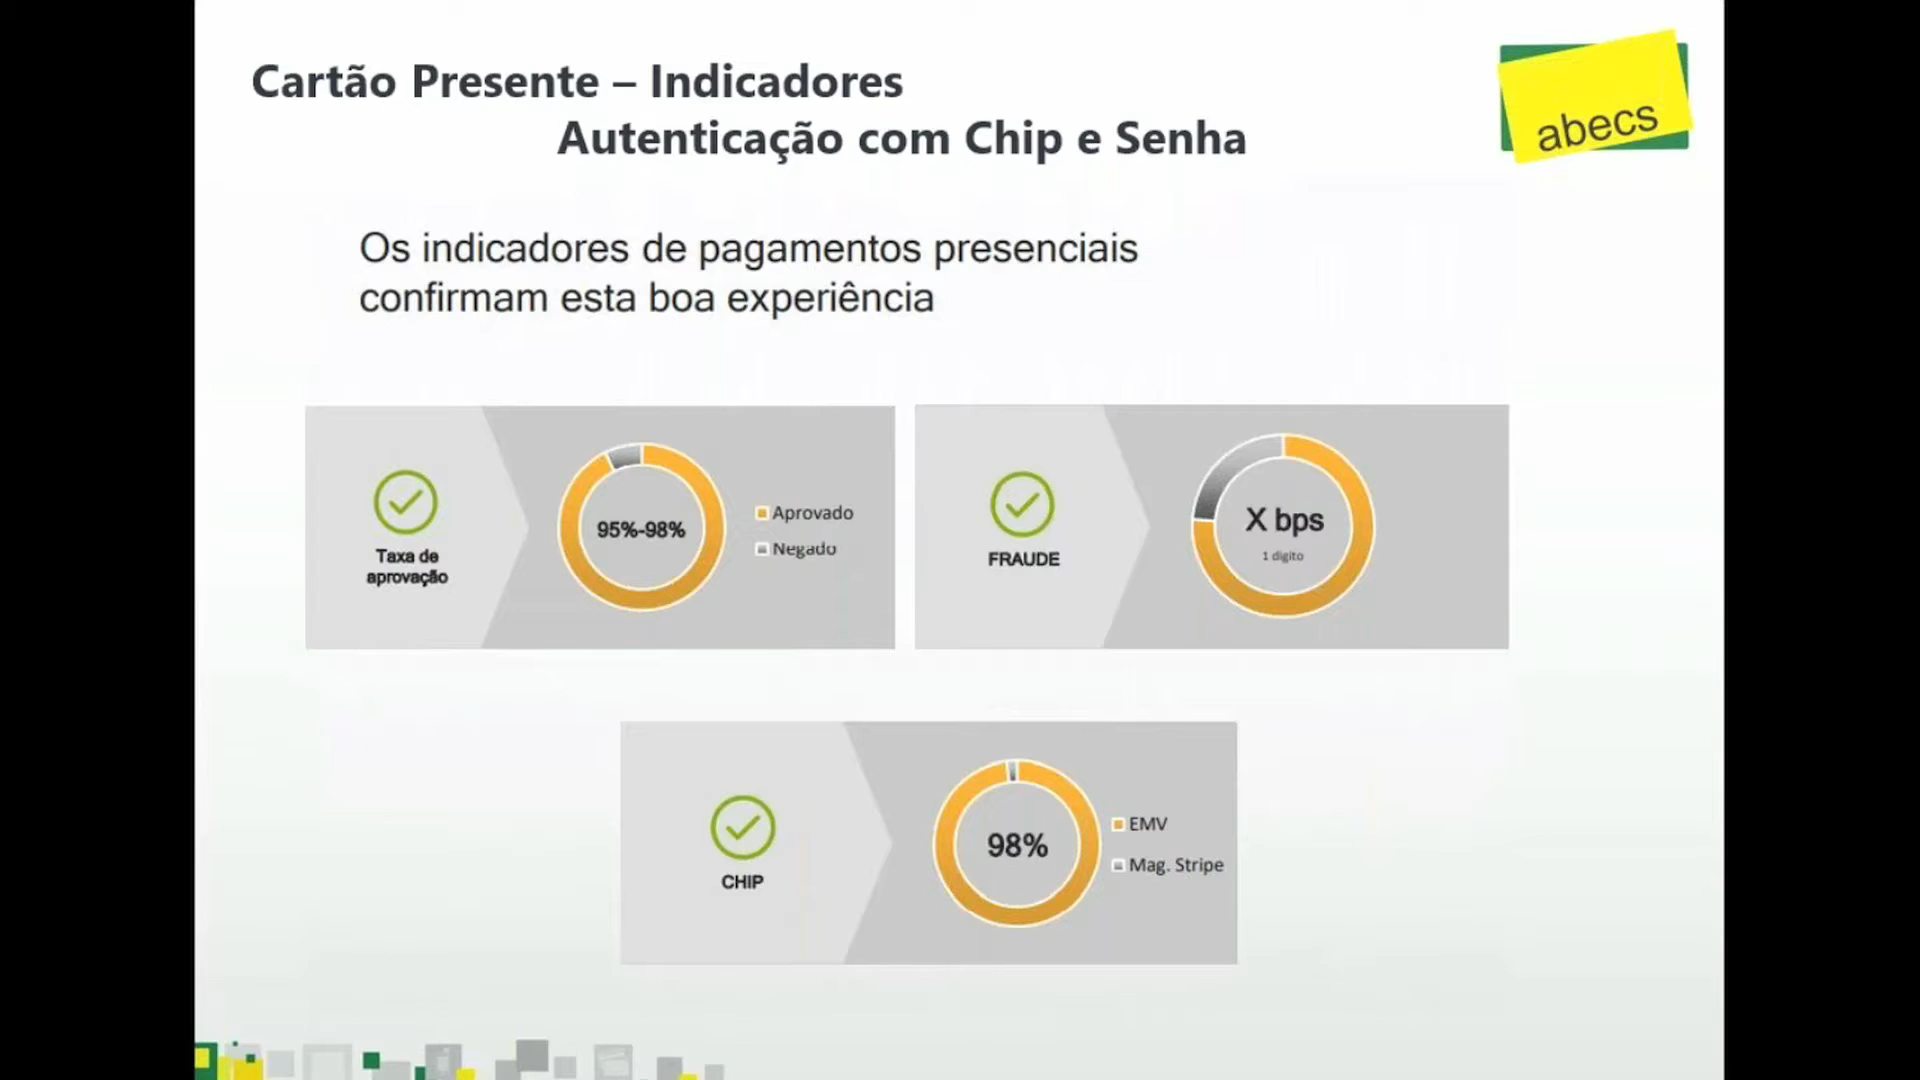 Cartão Presente – Indicadores
Autenticação com Chip e Senha
abecs
Os indicadores de pagamentos presenciais
confirmam esta boa experiência
Taxa de
aprovação
95%-98%
Aprovado
Negado
FRAUDE
X bps
1 digito
CHIP
98%
EMV
Mag. Stripe